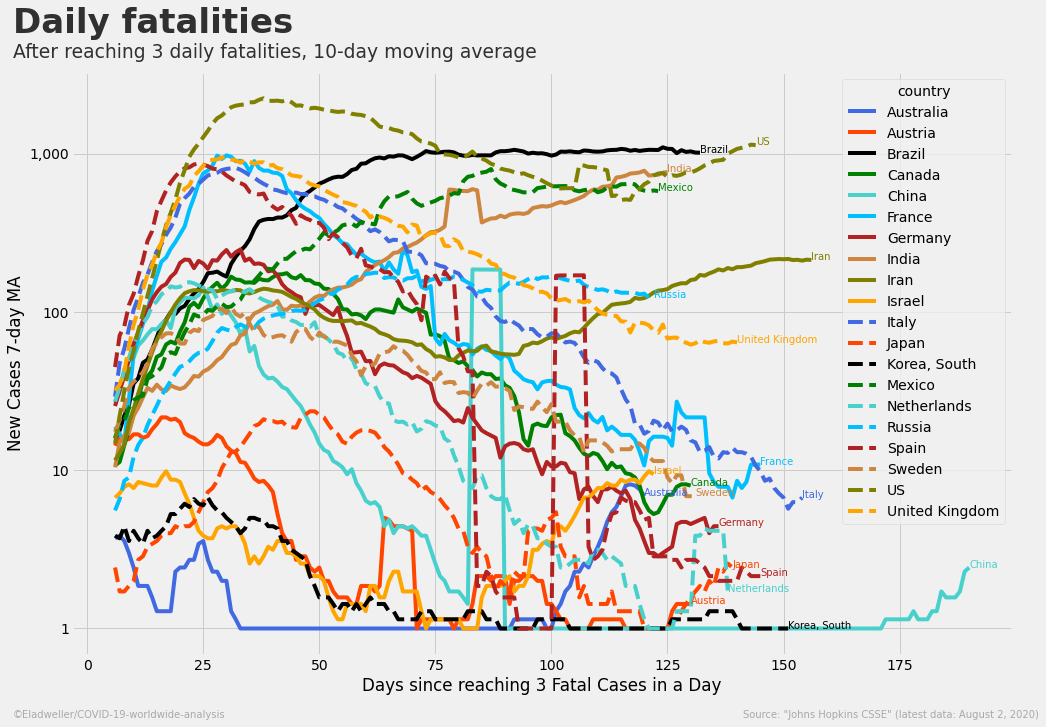 Daily fatalities
After reaching 3 daily fatalities, 10-day moving average
New Cases 7-day MA
1,000
100
10
1
0
25
50
75
100
125
150
175
Days since reaching 3 Fatal Cases in a Day
country
Australia
Austria
Brazil
Canada
China
France
Germany
India
Iran
Israel
Italy
Japan
Korea, South
Mexico
Netherlands
Russia
Spain
Sweden
US
United Kingdom
US
Brazil
India
Mexico
Iran
Russia
United Kingdom
France
Israel
Canada
Australia
Sweden
Italy
Germany
Japan
Spain
Netherlands
Austria
China
Korea, South
©Eladweller/COVID-19-worldwide-analysis
Source: "Johns Hopkins CSSE" (latest data: August 2, 2020)